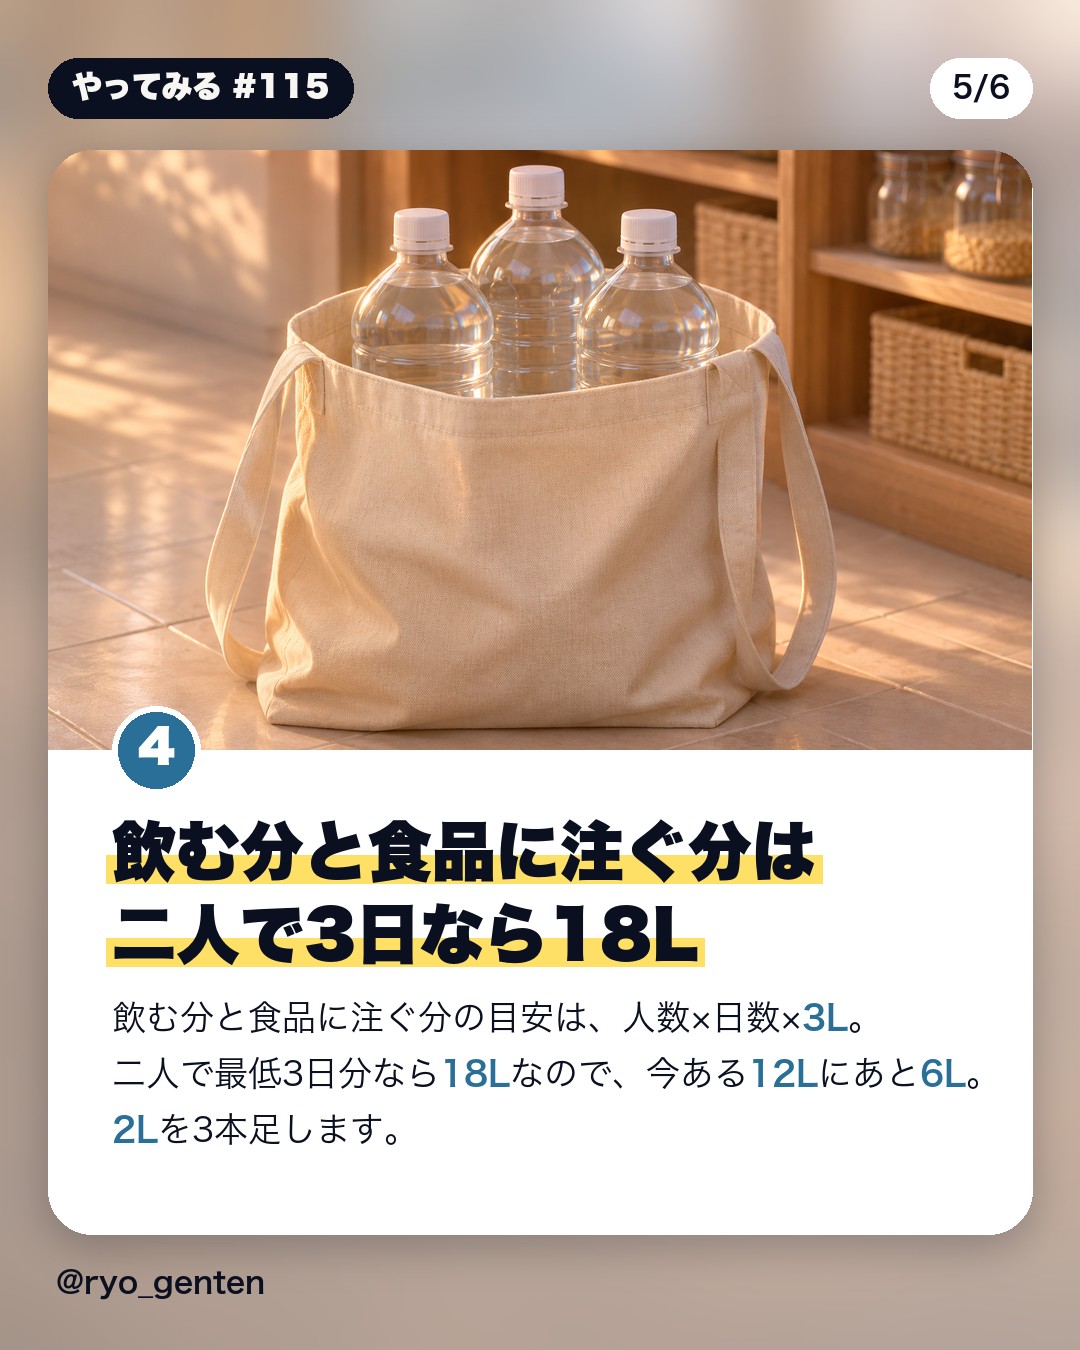 やってみる #115
5/6
4
飲む分と食品に注ぐ分は
二人で3日なら18L
飲む分と食品に注ぐ分の目安は、人数×日数×3L。
二人で最低3日分なら18Lなので、今ある12Lにあと6L。
2Lを3本足します。
@ryo_genten